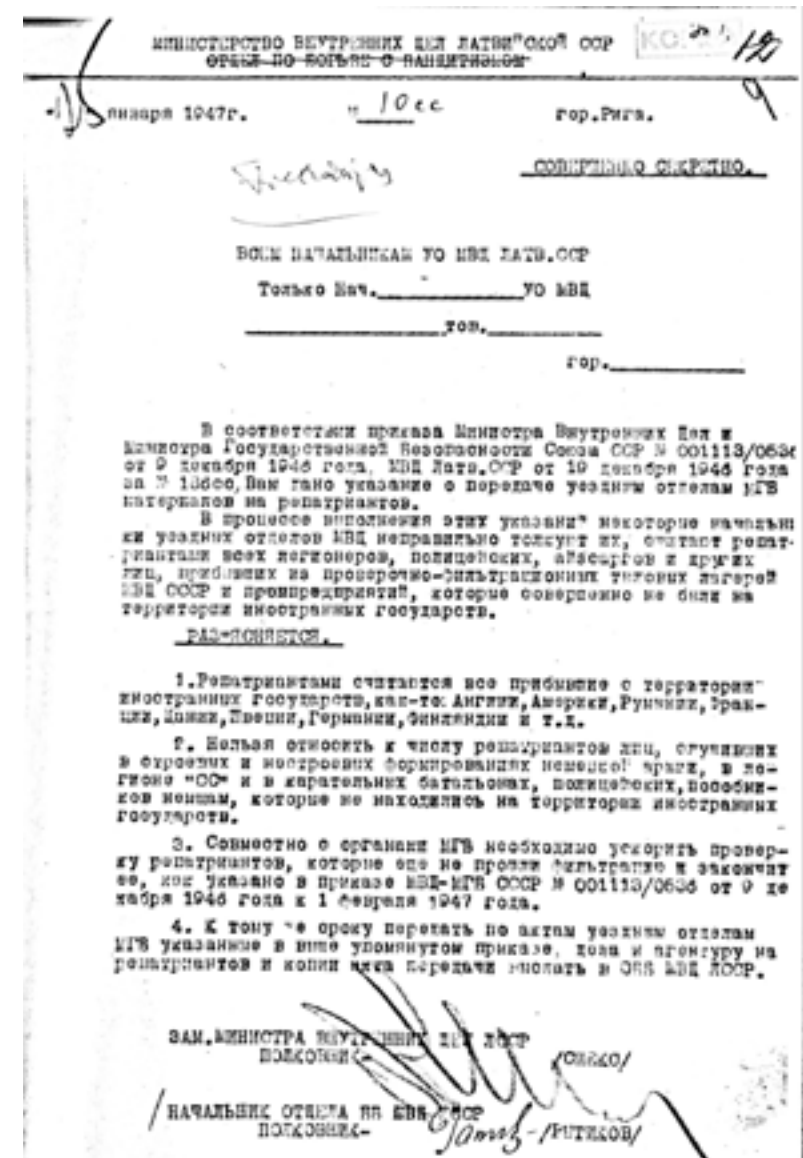 МИНИСТЕРСТВО ВНУТРЕННИХ ДЕЛ ЛАТВИЙСКОЙ ССР
ОТДЕЛ ПО БОРЬБЕ С БАНДИТИЗМОМ
января 1947г. " 10сс гор.Рига.
СОВЕРШЕННО СЕКРЕТНО.
ВСЕМ НАЧАЛЬНИКАМ УО МВД ЛАТВ.ССР
Только Нач. УО МВД
тов.
гор.
В соответствии приказа Министра Внутренних Дел и
Министра Государственной Безопасности Союза ССР № 001113/0536
от 9 декабря 1946 года, МВД Латв.ССР от 19 декабря 1946 года
за № Вам дано указание о передаче уездным отделам МГБ
материалов на репатриантов.
В процессе выполнения этих указаний некоторые начальни
ки уездных отделов МВД неправильно толкует их, считают репат-
риантами всех легионеров, полицейских, айзсаргов и других
лиц, прибывших из проверочно-фильтрационных типовых лагерей
МВД СССР и промпредприятий, которые совершенно не были на
территории иностранных государств.
РАЗ"ЯСНЯЕТСЯ.
1.Репатриантами считаются все прибывшие с территории
иностранных государств,как-то: Англии,Америки,Румынии,Фран-
ции,Дании,Швеции,Германии,Финляндии и т.д.
2. Нельзя относить к числу репатриантов лиц, служивших
в строевых и нестроевых формированиях немецкой армии, в ле-
гионе "СС" и в карательных батальонах, полицейских,пособни-
ков немцам, которые не находились на территории иностранных
государств.
3. Совместно с органами МГБ необходимо ускорить провер-
ку репатриантов, которые еще не прошли фильтрацию и закончит
ее, как указано в приказе МВД-МГБ СССР № 001113/0536 от 9 де
кабря 1946 года к 1 февраля 1947 года.
4. К тому же сроку передать по актам уездным отделам
МГБ указанные в выше упомянутом приказе, дела и агентуру на
репатриантов и копии акта передачи выслать в ОББ МВД ЛССР.
ЗАМ.МИНИСТРА ВНУТРЕННИХ ДЕЛ ЛССР
ПОЛКОВНИК-
НАЧАЛЬНИК ОТДЕЛА ББ МВД ЛССР
ПОЛКОВНИК-